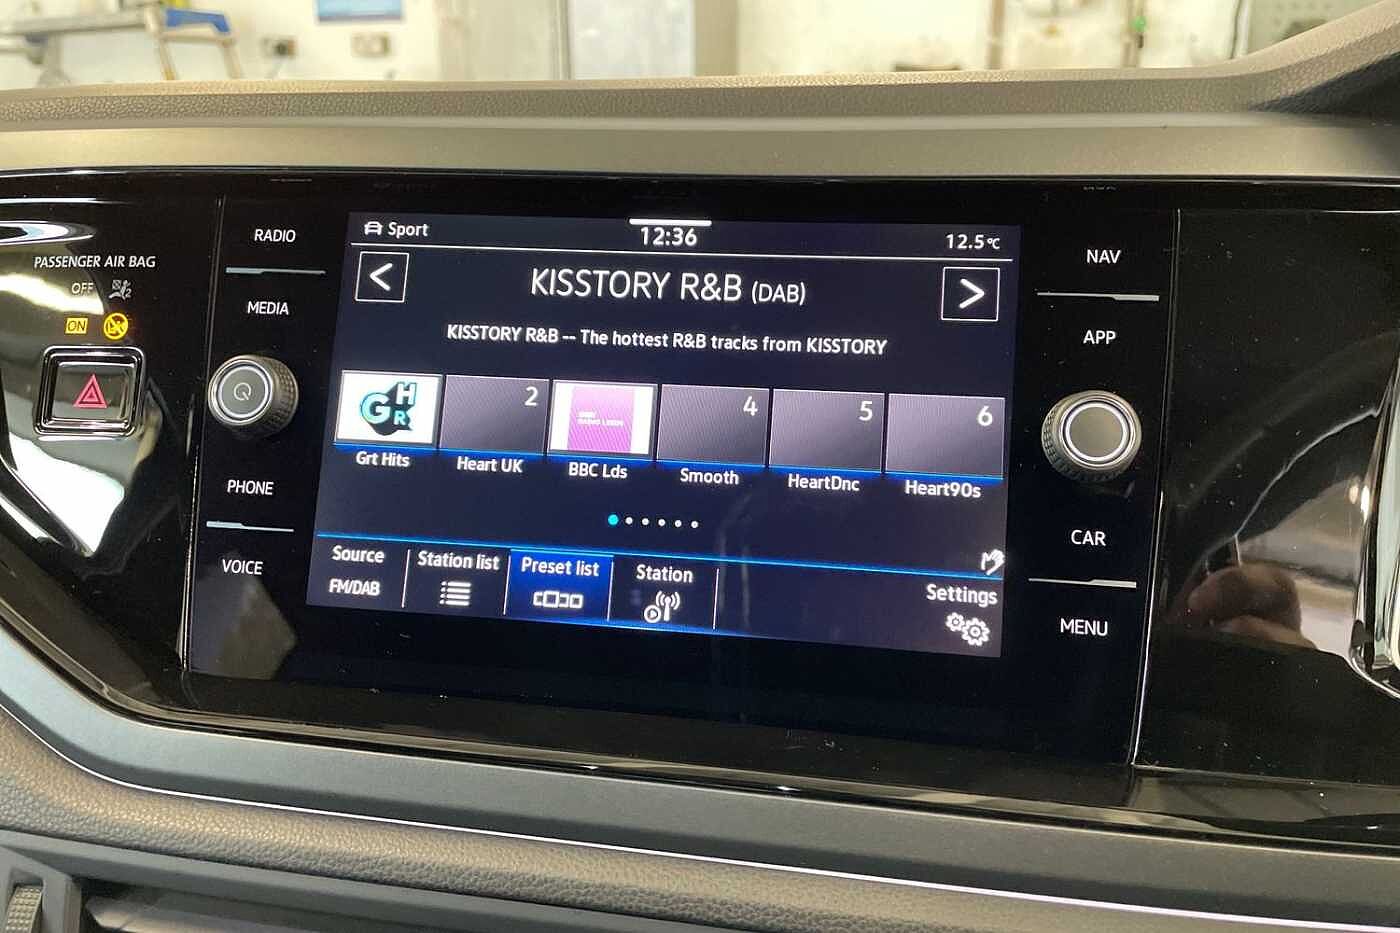 PASSENGER AIR BAG
OFF
ON
RADIO
MEDIA
PHONE
VOICE
Sport
12:36
12.5°C
<
KISSTORY R&B (DAB)
>
KISSTORY R&B -- The hottest R&B tracks from KISSTORY
GHR
2
4
5
6
Grt Hits
Heart UK
BBC Lds
Smooth
HeartDnc
Heart90s
Source
FM/DAB
Station list
Preset list
Station
Settings
NAV
APP
CAR
MENU